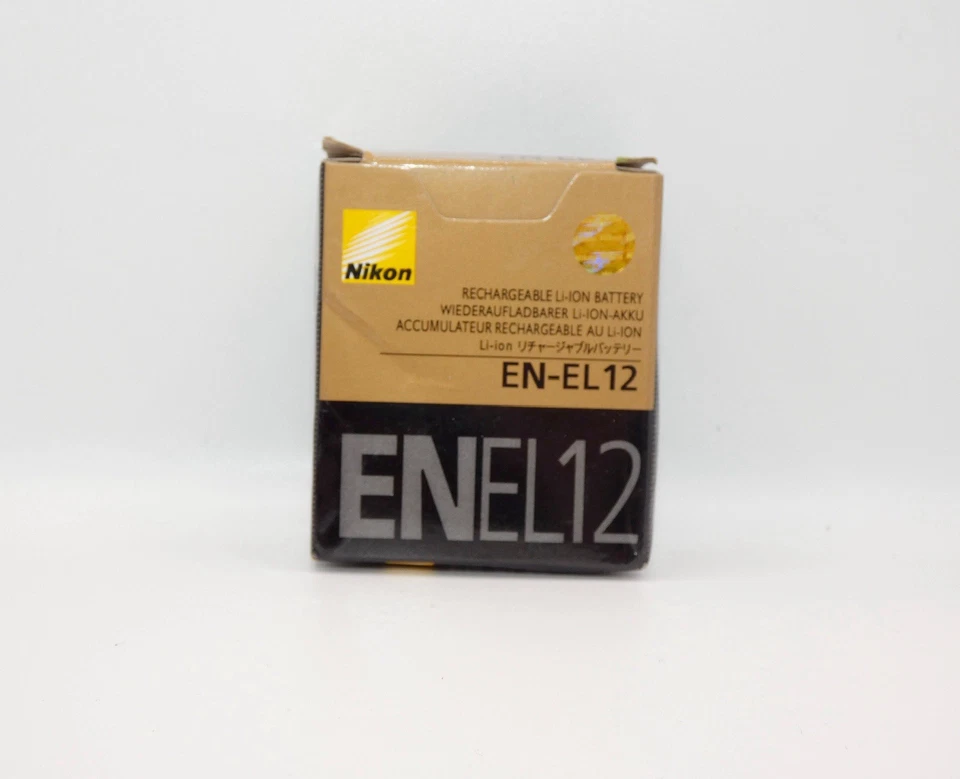 Nikon
RECHARGEABLE Li-ION BATTERY
WIEDERAUFLADBARER Li-ION-AKKU
ACCUMULATEUR RECHARGEABLE AU Li-ION
Li-ion リチャージャブルバッテリー
EN-EL12
ENEL12